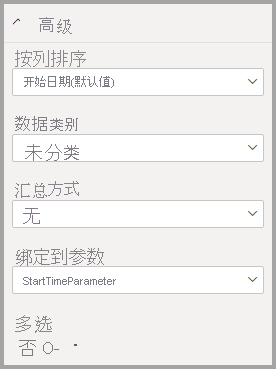 高级
按列排序
开始日期(默认值)
数据类别
未分类
汇总方式
无
绑定到参数
StartTimeParameter
多选
否